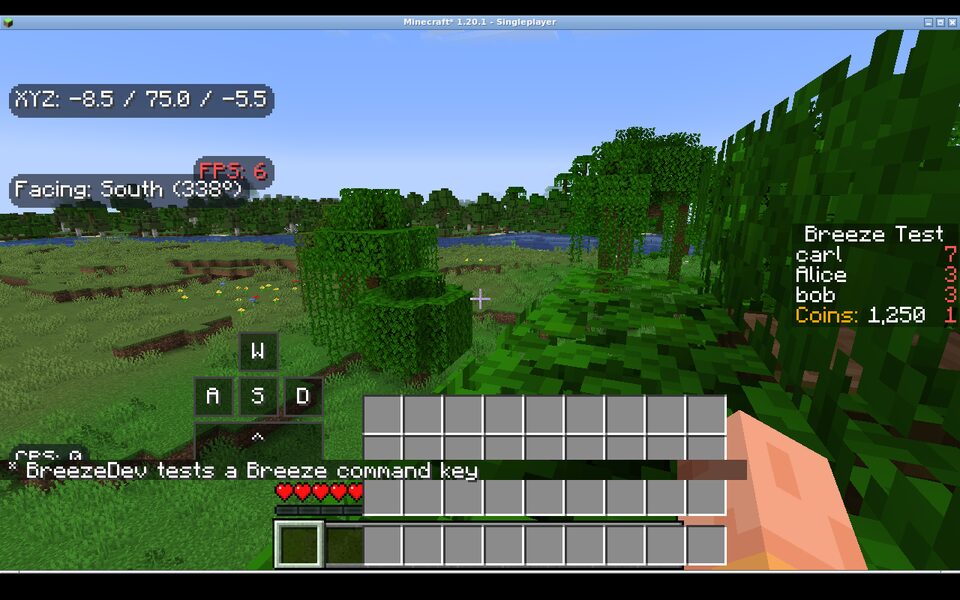 Minecraft* 1.20.1 - Singleplayer
XYZ: -8.5 / 75.0 / -5.5
FPS: 6
Facing: South (338º)
Breeze Test
carl 7
Alice 3
bob 3
Coins: 1,250 1
W
A S D
^
CPS: 0
* BreezeDev tests a Breeze command key